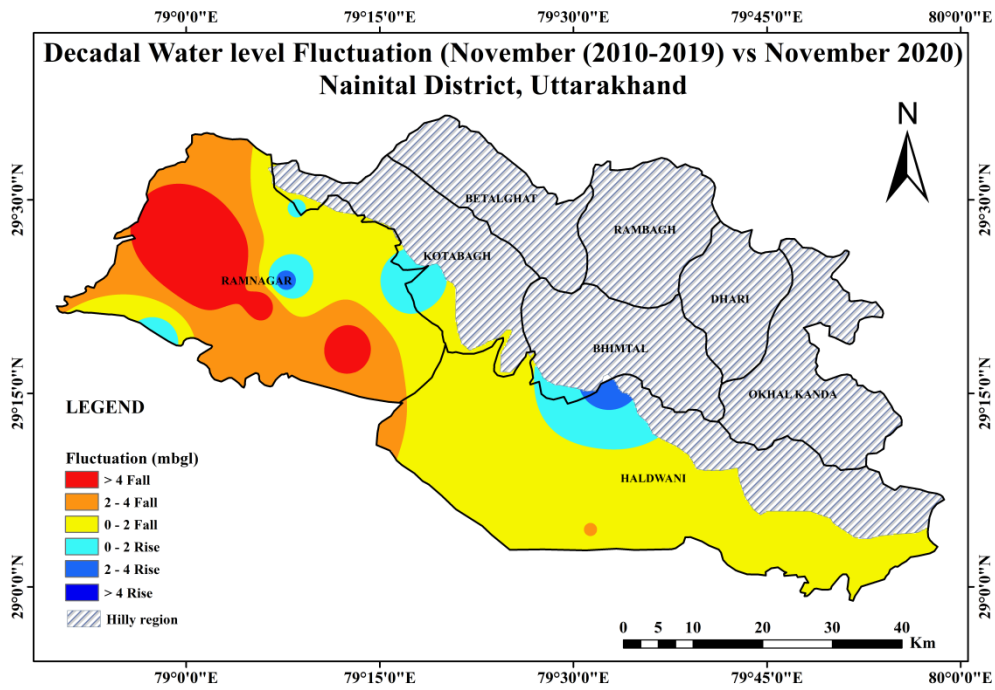 79°0'0"E 79°15'0"E 79°30'0"E 79°45'0"E 80°0'0"E
Decadal Water level Fluctuation (November (2010-2019) vs November 2020)
Nainital District, Uttarakhand
N
29°30'0"N
29°30'0"N
BETALGHAT
RAMBAGH
KOTABAGH
RAMNAGAR
DHARI
BHIMTAL
29°15'0"N
29°15'0"N
OKHAL KANDA
HALDWANI
LEGEND
Fluctuation (mbgl)
> 4 Fall
2 - 4 Fall
0 - 2 Fall
0 - 2 Rise
2 - 4 Rise
> 4 Rise
Hilly region
29°0'0"N
29°0'0"N
0 5 10 20 30 40
Km
79°0'0"E 79°15'0"E 79°30'0"E 79°45'0"E 80°0'0"E